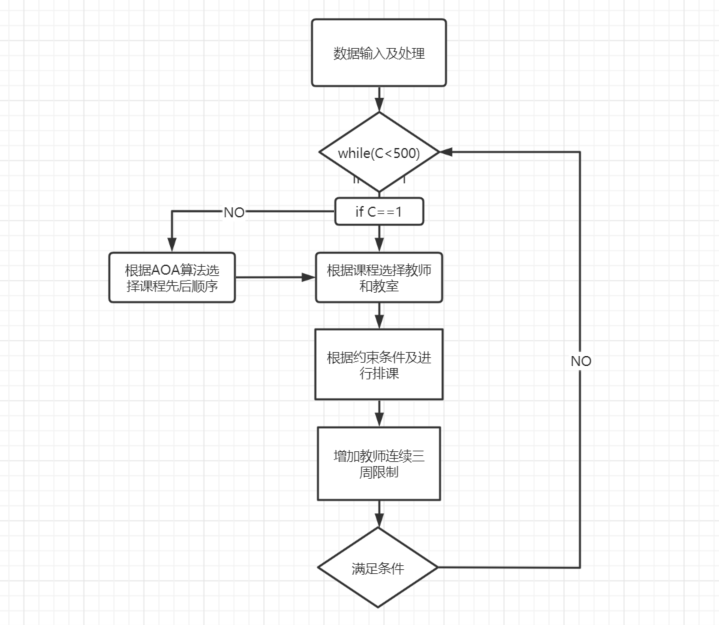 数据输入及处理
while(C<500)
if C==1
NO
根据AOA算法选
择课程先后顺序
根据课程选择教师
和教室
根据约束条件及进
行排课
NO
增加教师连续三
周限制
满足条件